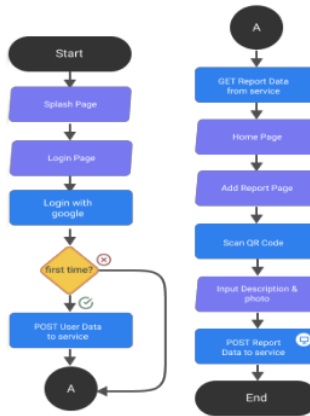 Start
Splash Page
Login Page
Login with
google
first time?
POST User Data
to service
A
A
GET Report Data
from service
Home Page
Add Report Page
Scan QR Code
Input Description &
photo
POST Report
Data to service
End